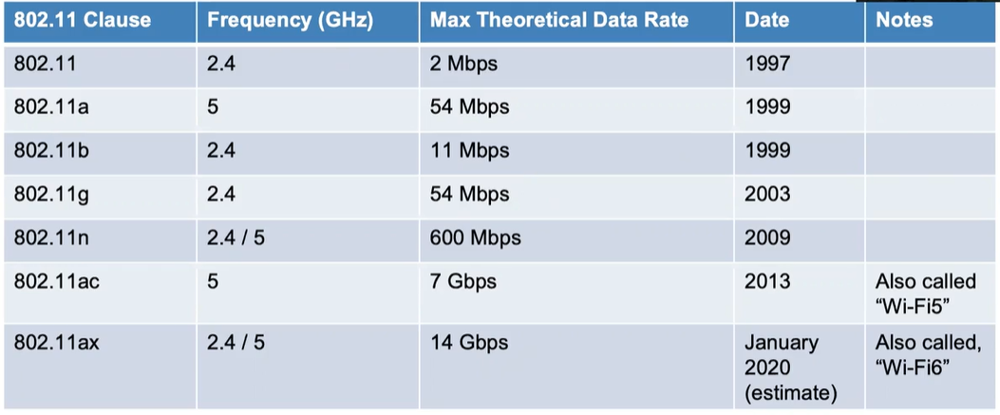 802.11 Clause Frequency (GHz) Max Theoretical Data Rate Date Notes
802.11 2.4 2 Mbps 1997
802.11a 5 54 Mbps 1999
802.11b 2.4 11 Mbps 1999
802.11g 2.4 54 Mbps 2003
802.11n 2.4 / 5 600 Mbps 2009
802.11ac 5 7 Gbps 2013 Also called
“Wi-Fi5”
802.11ax 2.4 / 5 14 Gbps January Also called,
2020 “Wi-Fi6”
(estimate)